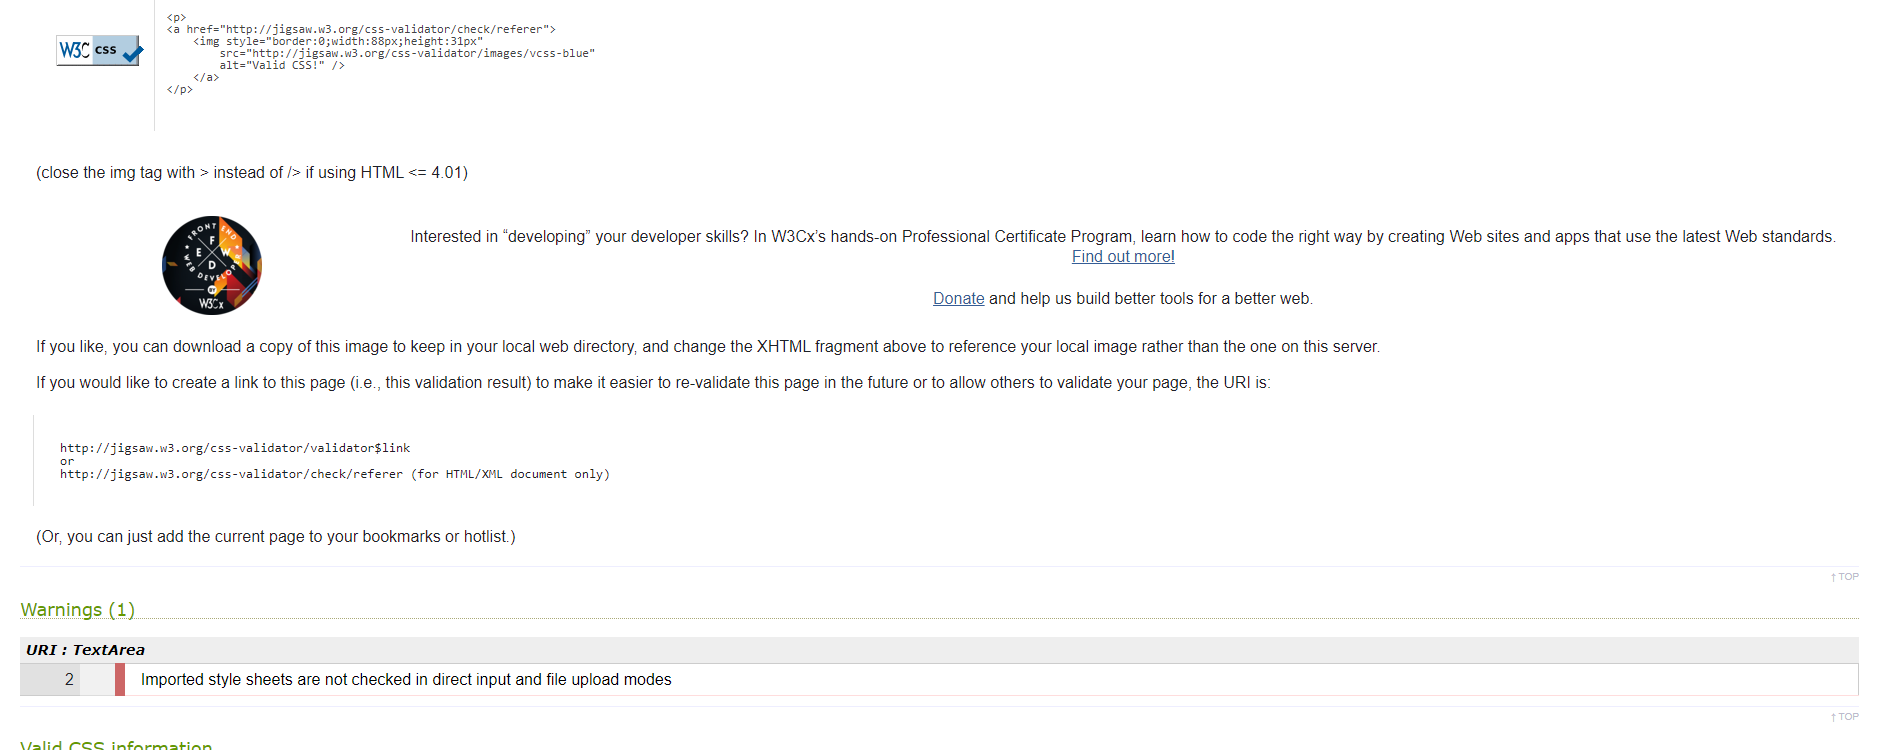 W3C css
<p>
<a href="http://jigsaw.w3.org/css-validator/check/referer">
<img style="border:0;width:88px;height:31px"
src="http://jigsaw.w3.org/css-validator/images/vcss-blue"
alt="Valid CSS!" />
</a>
</p>
(close the img tag with > instead of /> if using HTML <= 4.01)
FRONT END
WEB DEVELOPER
F
E W
D
BY
W3Cx
Interested in “developing” your developer skills? In W3Cx’s hands-on Professional Certificate Program, learn how to code the right way by creating Web sites and apps that use the latest Web standards.
Find out more!
Donate and help us build better tools for a better web.
If you like, you can download a copy of this image to keep in your local web directory, and change the XHTML fragment above to reference your local image rather than the one on this server.
If you would like to create a link to this page (i.e., this validation result) to make it easier to re-validate this page in the future or to allow others to validate your page, the URI is:
http://jigsaw.w3.org/css-validator/validator$link
or
http://jigsaw.w3.org/css-validator/check/referer (for HTML/XML document only)
(Or, you can just add the current page to your bookmarks or hotlist.)
↑ TOP
Warnings (1)
URI : TextArea
2 Imported style sheets are not checked in direct input and file upload modes
↑ TOP
Valid CSS information